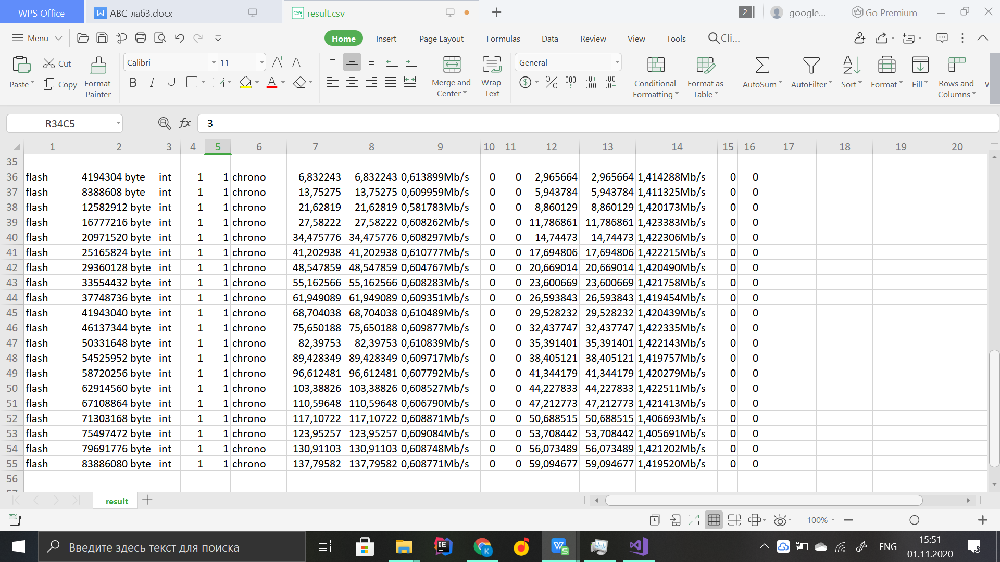 WPS Office
ABC_ла63.docx
result.csv
2
google...
Go Premium
Menu
Home
Insert
Page Layout
Formulas
Data
Review
View
Tools
Cli...
Paste
Cut
Copy
Format Painter
Calibri
11
Merge and Center
Wrap Text
General
Conditional Formatting
Format as Table
AutoSum
AutoFilter
Sort
Format
Fill
Rows and Columns
R34C5
3
1 2 3 4 5 6 7 8 9 10 11 12 13 14 15 16 17 18 19 20
35
36 flash 4194304 byte int 1 1 chrono 6,832243 6,832243 0,613899Mb/s 0 0 2,965664 2,965664 1,414288Mb/s 0 0
37 flash 8388608 byte int 1 1 chrono 13,75275 13,75275 0,609959Mb/s 0 0 5,943784 5,943784 1,411325Mb/s 0 0
38 flash 12582912 byte int 1 1 chrono 21,62819 21,62819 0,581783Mb/s 0 0 8,860129 8,860129 1,420173Mb/s 0 0
39 flash 16777216 byte int 1 1 chrono 27,58222 27,58222 0,608262Mb/s 0 0 11,786861 11,786861 1,423383Mb/s 0 0
40 flash 20971520 byte int 1 1 chrono 34,475776 34,475776 0,608297Mb/s 0 0 14,74473 14,74473 1,422306Mb/s 0 0
41 flash 25165824 byte int 1 1 chrono 41,202938 41,202938 0,610777Mb/s 0 0 17,694806 17,694806 1,422215Mb/s 0 0
42 flash 29360128 byte int 1 1 chrono 48,547859 48,547859 0,604767Mb/s 0 0 20,669014 20,669014 1,420490Mb/s 0 0
43 flash 33554432 byte int 1 1 chrono 55,162566 55,162566 0,608283Mb/s 0 0 23,600669 23,600669 1,421758Mb/s 0 0
44 flash 37748736 byte int 1 1 chrono 61,949089 61,949089 0,609351Mb/s 0 0 26,593843 26,593843 1,419454Mb/s 0 0
45 flash 41943040 byte int 1 1 chrono 68,704038 68,704038 0,610489Mb/s 0 0 29,528232 29,528232 1,420439Mb/s 0 0
46 flash 46137344 byte int 1 1 chrono 75,650188 75,650188 0,609877Mb/s 0 0 32,437747 32,437747 1,422335Mb/s 0 0
47 flash 50331648 byte int 1 1 chrono 82,39753 82,39753 0,610839Mb/s 0 0 35,391401 35,391401 1,422143Mb/s 0 0
48 flash 54525952 byte int 1 1 chrono 89,428349 89,428349 0,609717Mb/s 0 0 38,405121 38,405121 1,419757Mb/s 0 0
49 flash 58720256 byte int 1 1 chrono 96,612481 96,612481 0,607792Mb/s 0 0 41,344179 41,344179 1,420279Mb/s 0 0
50 flash 62914560 byte int 1 1 chrono 103,38826 103,38826 0,608527Mb/s 0 0 44,227833 44,227833 1,422511Mb/s 0 0
51 flash 67108864 byte int 1 1 chrono 110,59648 110,59648 0,606790Mb/s 0 0 47,212773 47,212773 1,421413Mb/s 0 0
52 flash 71303168 byte int 1 1 chrono 117,10722 117,10722 0,608871Mb/s 0 0 50,688515 50,688515 1,406693Mb/s 0 0
53 flash 75497472 byte int 1 1 chrono 123,95257 123,95257 0,609084Mb/s 0 0 53,708442 53,708442 1,405691Mb/s 0 0
54 flash 79691776 byte int 1 1 chrono 130,91103 130,91103 0,608748Mb/s 0 0 56,073489 56,073489 1,421202Mb/s 0 0
55 flash 83886080 byte int 1 1 chrono 137,79582 137,79582 0,608771Mb/s 0 0 59,094677 59,094677 1,419520Mb/s 0 0
56
result
100%
Введите здесь текст для поиска
ENG
15:51
01.11.2020